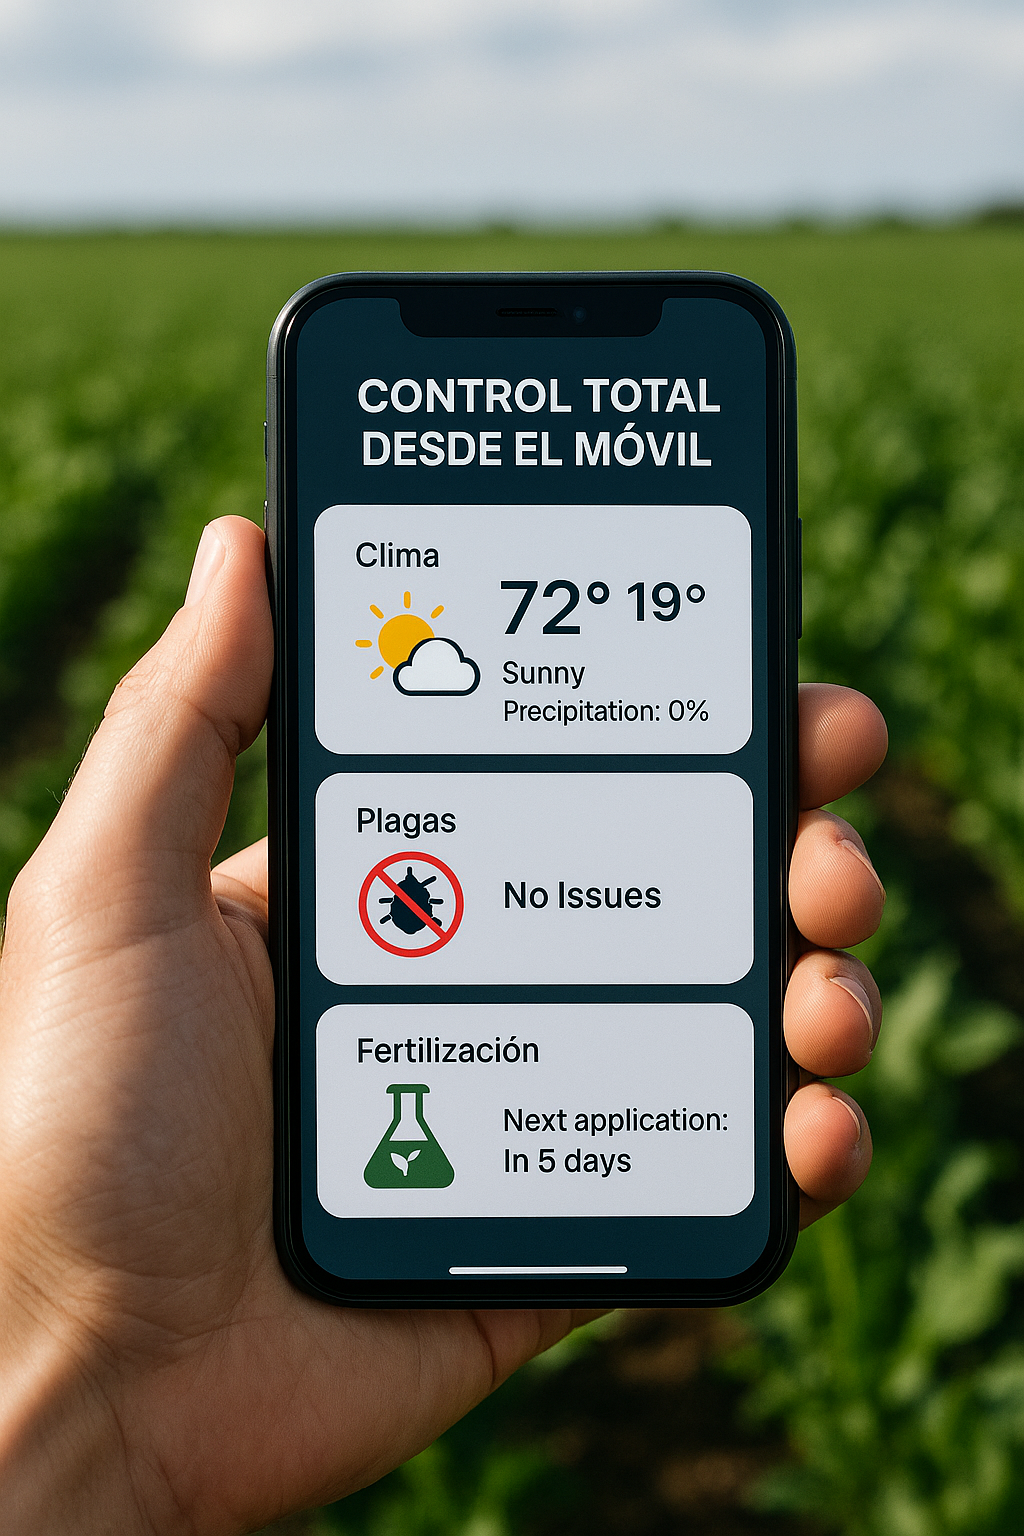 CONTROL TOTAL
DESDE EL MÓVIL
Clima
72° 19°
Sunny
Precipitation: 0%
Plagas
No Issues
Fertilización
Next application:
In 5 days